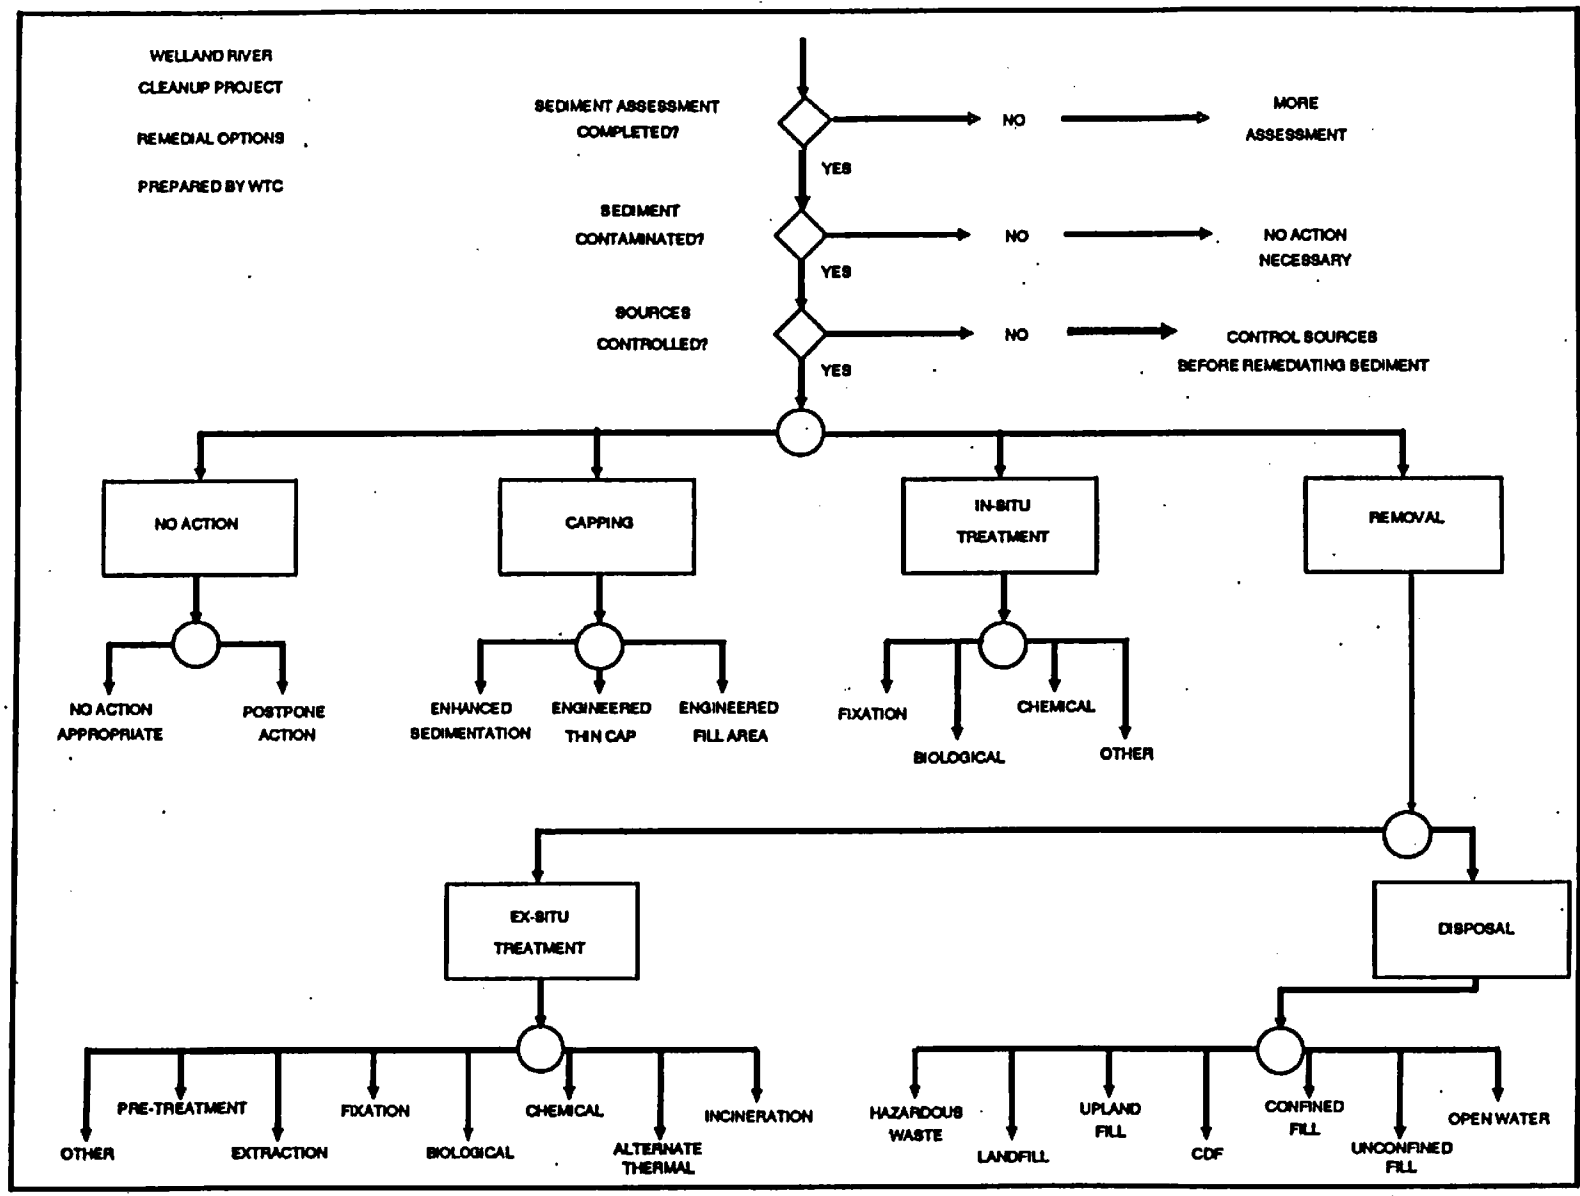 WELLAND RIVER
CLEANUP PROJECT
REMEDIAL OPTIONS
PREPARED BY WTC
SEDIMENT ASSESSMENT
COMPLETED?
NO
MORE
ASSESSMENT
YES
SEDIMENT
CONTAMINATED?
NO
NO ACTION
NECESSARY
YES
SOURCES
CONTROLLED?
NO
CONTROL SOURCES
BEFORE REMEDIATING SEDIMENT
YES
NO ACTION
CAPPING
IN-SITU
TREATMENT
REMOVAL
NO ACTION
APPROPRIATE
POSTPONE
ACTION
ENHANCED
SEDIMENTATION
ENGINEERED
THIN CAP
ENGINEERED
FILL AREA
FIXATION
BIOLOGICAL
CHEMICAL
OTHER
EX-SITU
TREATMENT
DISPOSAL
OTHER
PRE-TREATMENT
EXTRACTION
FIXATION
BIOLOGICAL
CHEMICAL
ALTERNATE
THERMAL
INCINERATION
HAZARDOUS
WASTE
LANDFILL
UPLAND
FILL
CDF
CONFINED
FILL
UNCONFINED
FILL
OPEN WATER